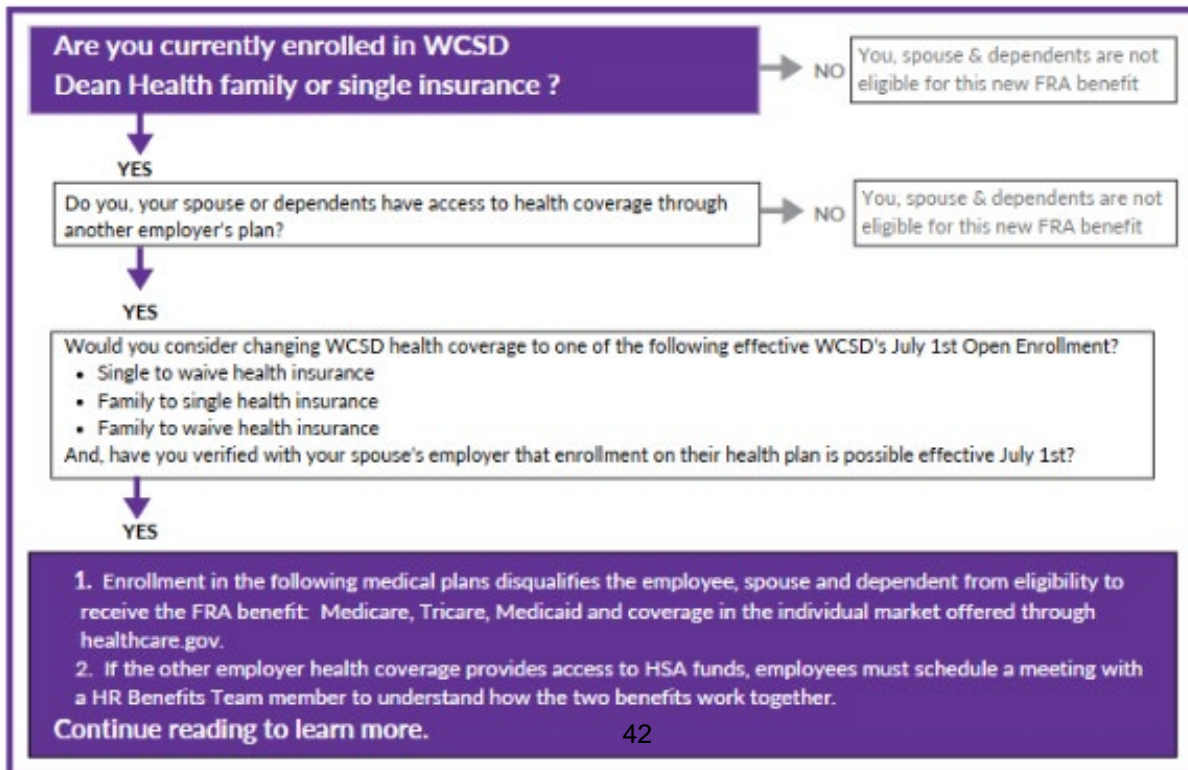 Are you currently enrolled in WCSD
Dean Health family or single insurance ?
NO
You, spouse & dependents are not
eligible for this new FRA benefit
YES
Do you, your spouse or dependents have access to health coverage through
another employer's plan?
NO
You, spouse & dependents are not
eligible for this new FRA benefit
YES
Would you consider changing WCSD health coverage to one of the following effective WCSD's July 1st Open Enrollment?
• Single to waive health insurance
• Family to single health insurance
• Family to waive health insurance
And, have you verified with your spouse's employer that enrollment on their health plan is possible effective July 1st?
YES
1. Enrollment in the following medical plans disqualifies the employee, spouse and dependent from eligibility to
receive the FRA benefit: Medicare, Tricare, Medicaid and coverage in the individual market offered through
healthcare.gov.
2. If the other employer health coverage provides access to HSA funds, employees must schedule a meeting with
a HR Benefits Team member to understand how the two benefits work together.
Continue reading to learn more.
42